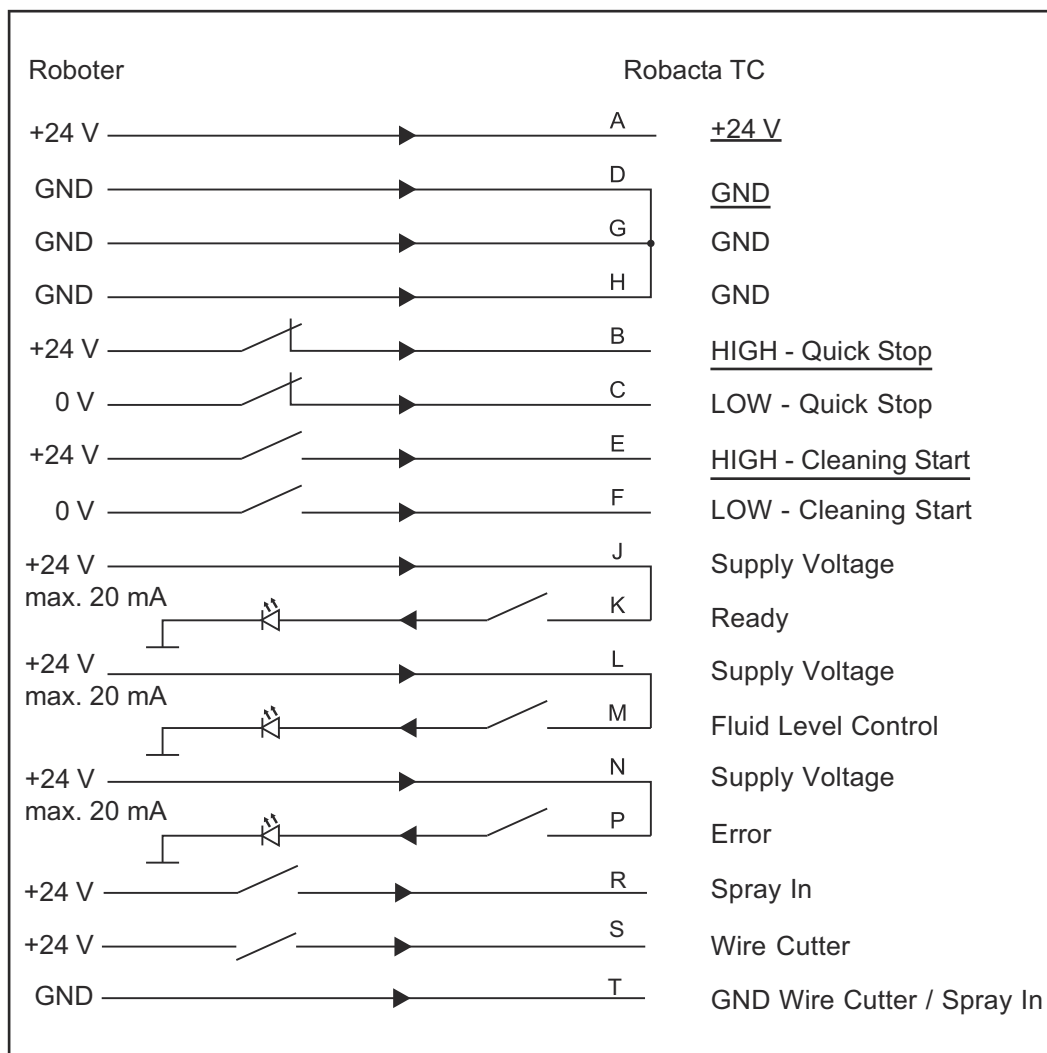 Roboter Robacta TC
+24 V A +24 V
GND D GND
GND G GND
GND H GND
+24 V B HIGH - Quick Stop
0 V C LOW - Quick Stop
+24 V E HIGH - Cleaning Start
0 V F LOW - Cleaning Start
+24 V J Supply Voltage
max. 20 mA K Ready
+24 V L Supply Voltage
max. 20 mA M Fluid Level Control
+24 V N Supply Voltage
max. 20 mA P Error
+24 V R Spray In
+24 V S Wire Cutter
GND T GND Wire Cutter / Spray In